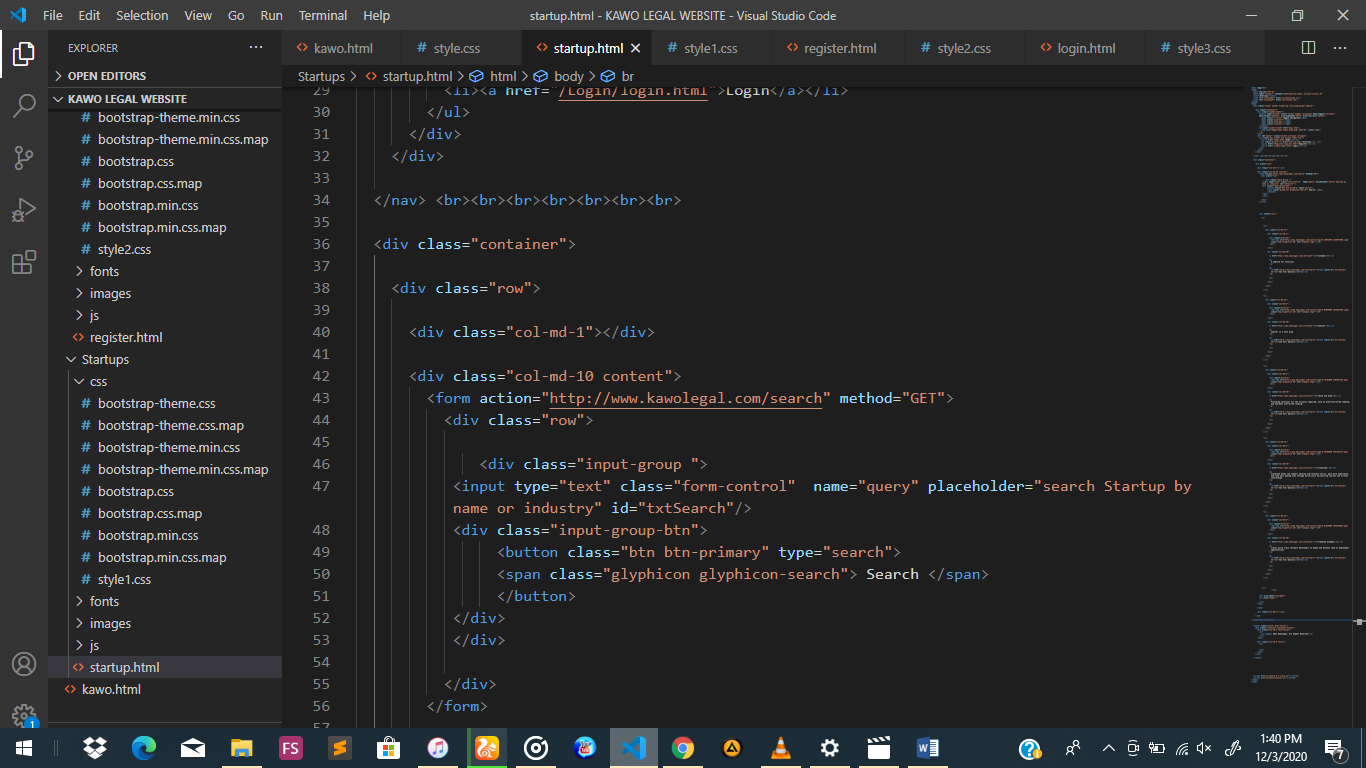 File Edit Selection View Go Run Terminal Help startup.html - KAWO LEGAL WEBSITE - Visual Studio Code
EXPLORER
OPEN EDITORS
KAWO LEGAL WEBSITE
# bootstrap-theme.min.css
# bootstrap-theme.min.css.map
# bootstrap.css
# bootstrap.css.map
# bootstrap.min.css
# bootstrap.min.css.map
# style2.css
fonts
images
js
<> register.html
Startups
css
# bootstrap-theme.css
# bootstrap-theme.css.map
# bootstrap-theme.min.css
# bootstrap-theme.min.css.map
# bootstrap.css
# bootstrap.css.map
# bootstrap.min.css
# bootstrap.min.css.map
# style1.css
fonts
images
js
<> startup.html
<> kawo.html
1
<> kawo.html # style.css <> startup.html # style1.css <> register.html # style2.css <> login.html # style3.css
Startups > <> startup.html > html > body > br
29 <li><a href="/Login/login.html">Login</a></li>
30 </ul>
31 </div>
32 </div>
33
34 </nav> <br><br><br><br><br><br><br>
35
36 <div class="container">
37
38 <div class="row">
39
40 <div class="col-md-1"></div>
41
42 <div class="col-md-10 content">
43 <form action="http://www.kawolegal.com/search" method="GET">
44 <div class="row">
45
46 <div class="input-group ">
47 <input type="text" class="form-control"  name="query" placeholder="search Startup by
name or industry" id="txtSearch"/>
48 <div class="input-group-btn">
49 <button class="btn btn-primary" type="search">
50 <span class="glyphicon glyphicon-search"> Search </span>
51 </button>
52 </div>
53 </div>
54
55 </div>
56 </form>
57
FS
1:40 PM
12/3/2020
7